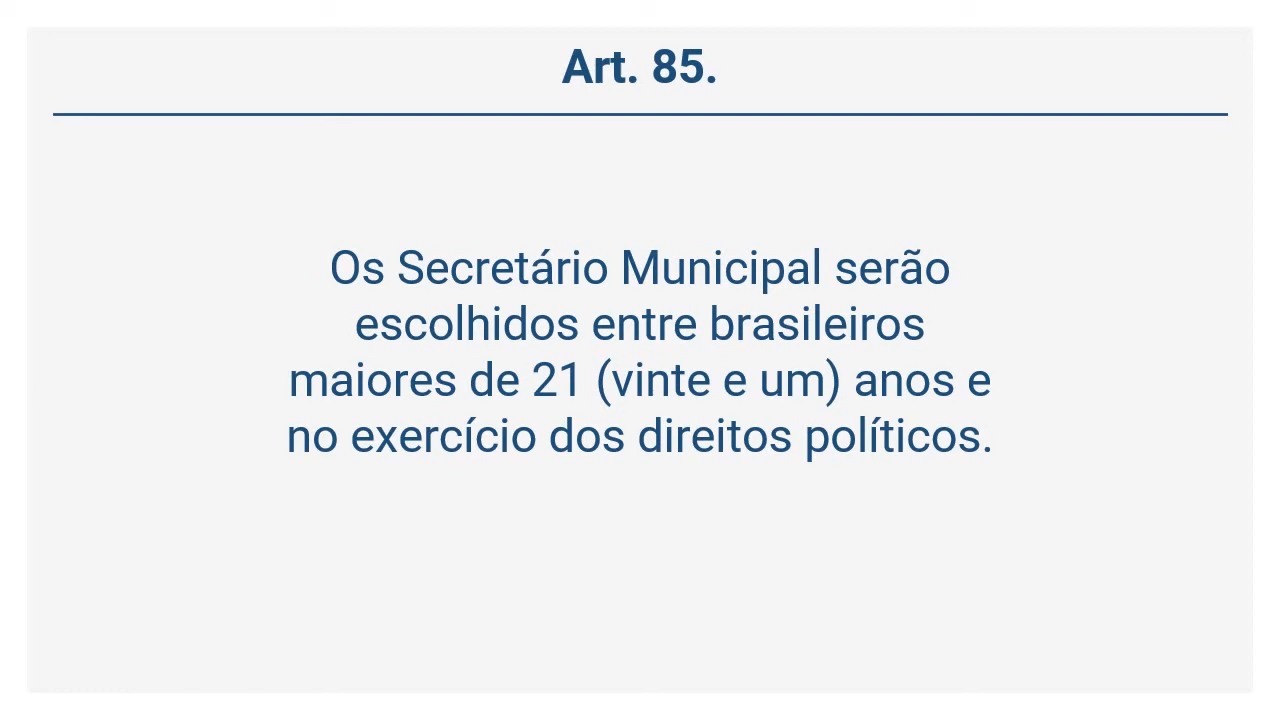 Art. 85.
Os Secretário Municipal serão
escolhidos entre brasileiros
maiores de 21 (vinte e um) anos e
no exercício dos direitos políticos.